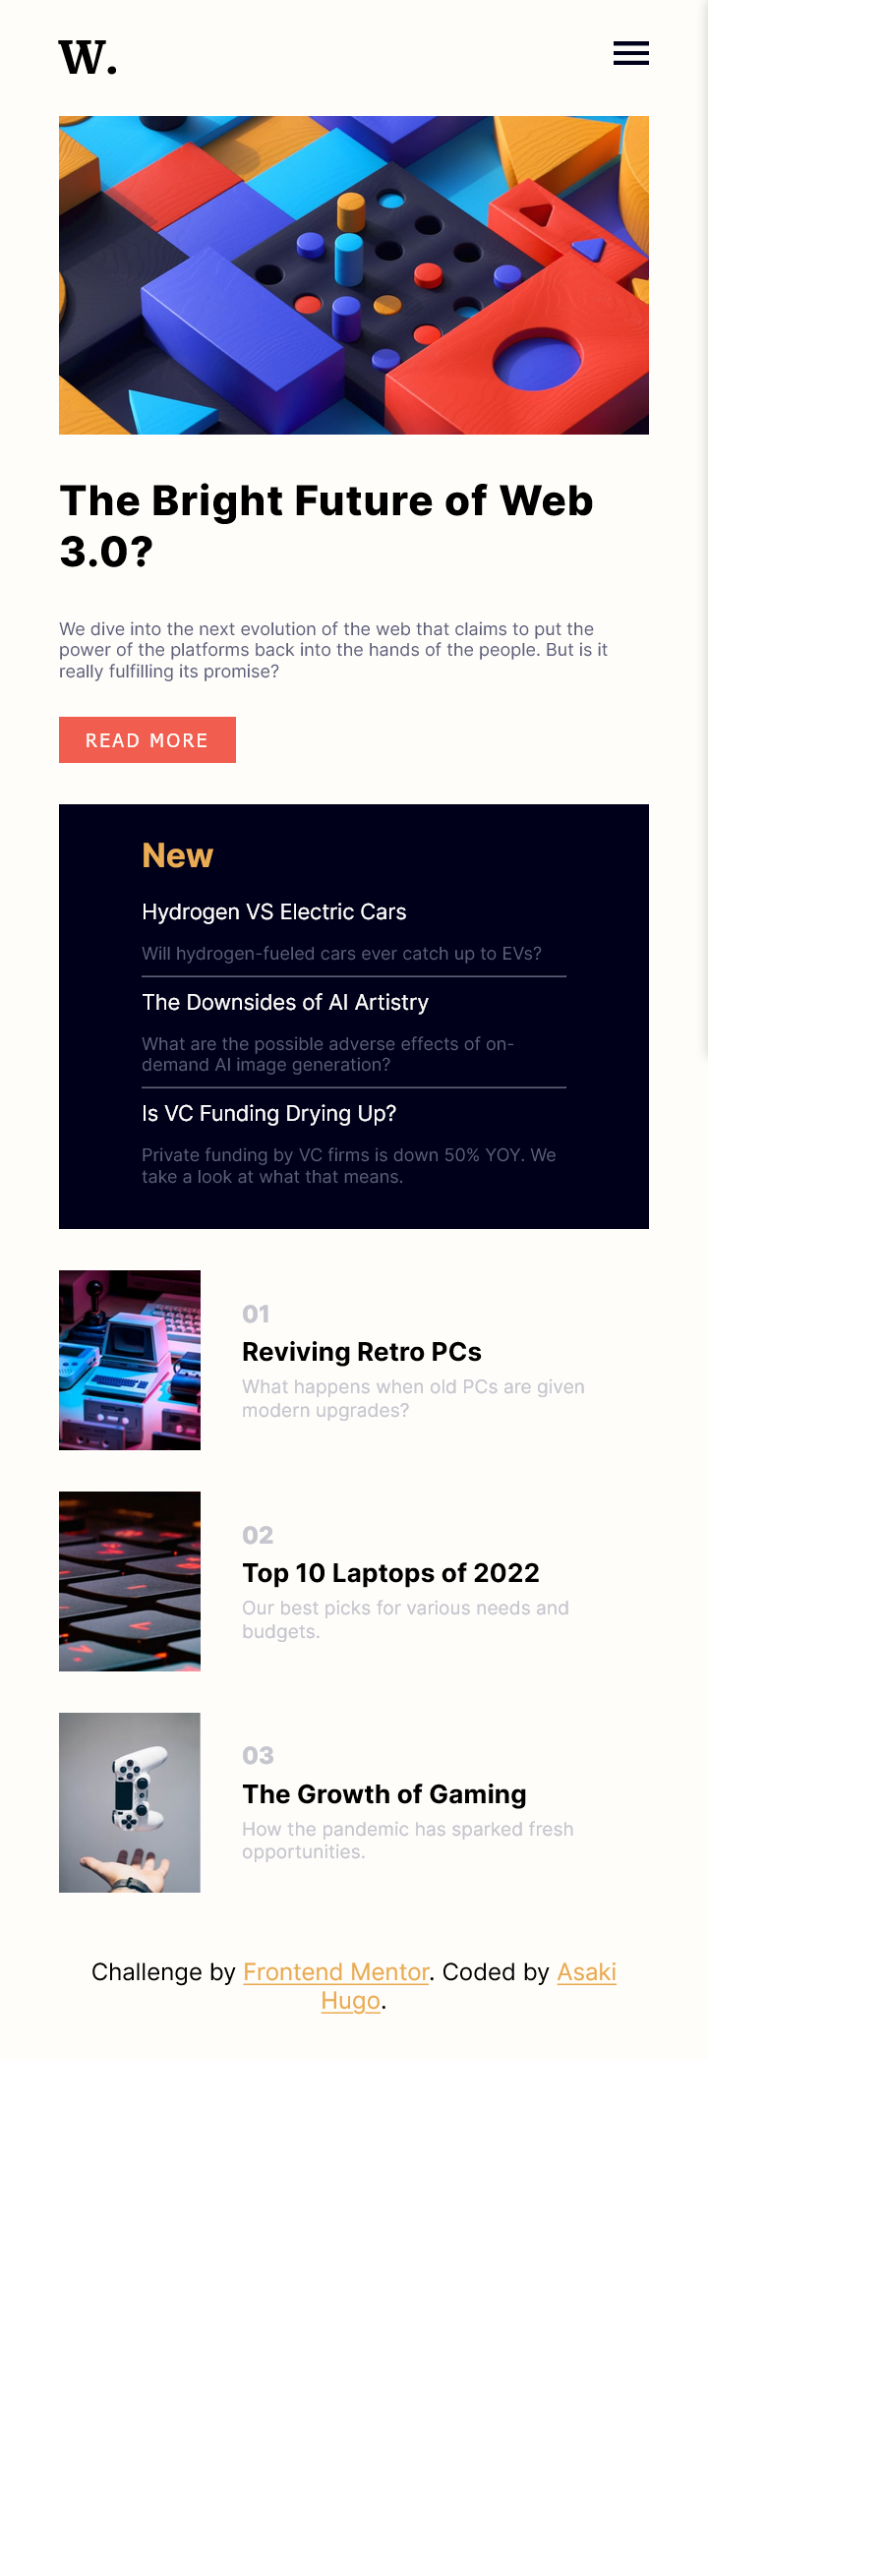 W.
The Bright Future of Web
3.0?
We dive into the next evolution of the web that claims to put the
power of the platforms back into the hands of the people. But is it
really fulfilling its promise?
READ MORE
New
Hydrogen VS Electric Cars
Will hydrogen-fueled cars ever catch up to EVs?
The Downsides of AI Artistry
What are the possible adverse effects of on-
demand AI image generation?
Is VC Funding Drying Up?
Private funding by VC firms is down 50% YOY. We
take a look at what that means.
01
Reviving Retro PCs
What happens when old PCs are given
modern upgrades?
02
Top 10 Laptops of 2022
Our best picks for various needs and
budgets.
03
The Growth of Gaming
How the pandemic has sparked fresh
opportunities.
Challenge by Frontend Mentor. Coded by Asaki
Hugo.